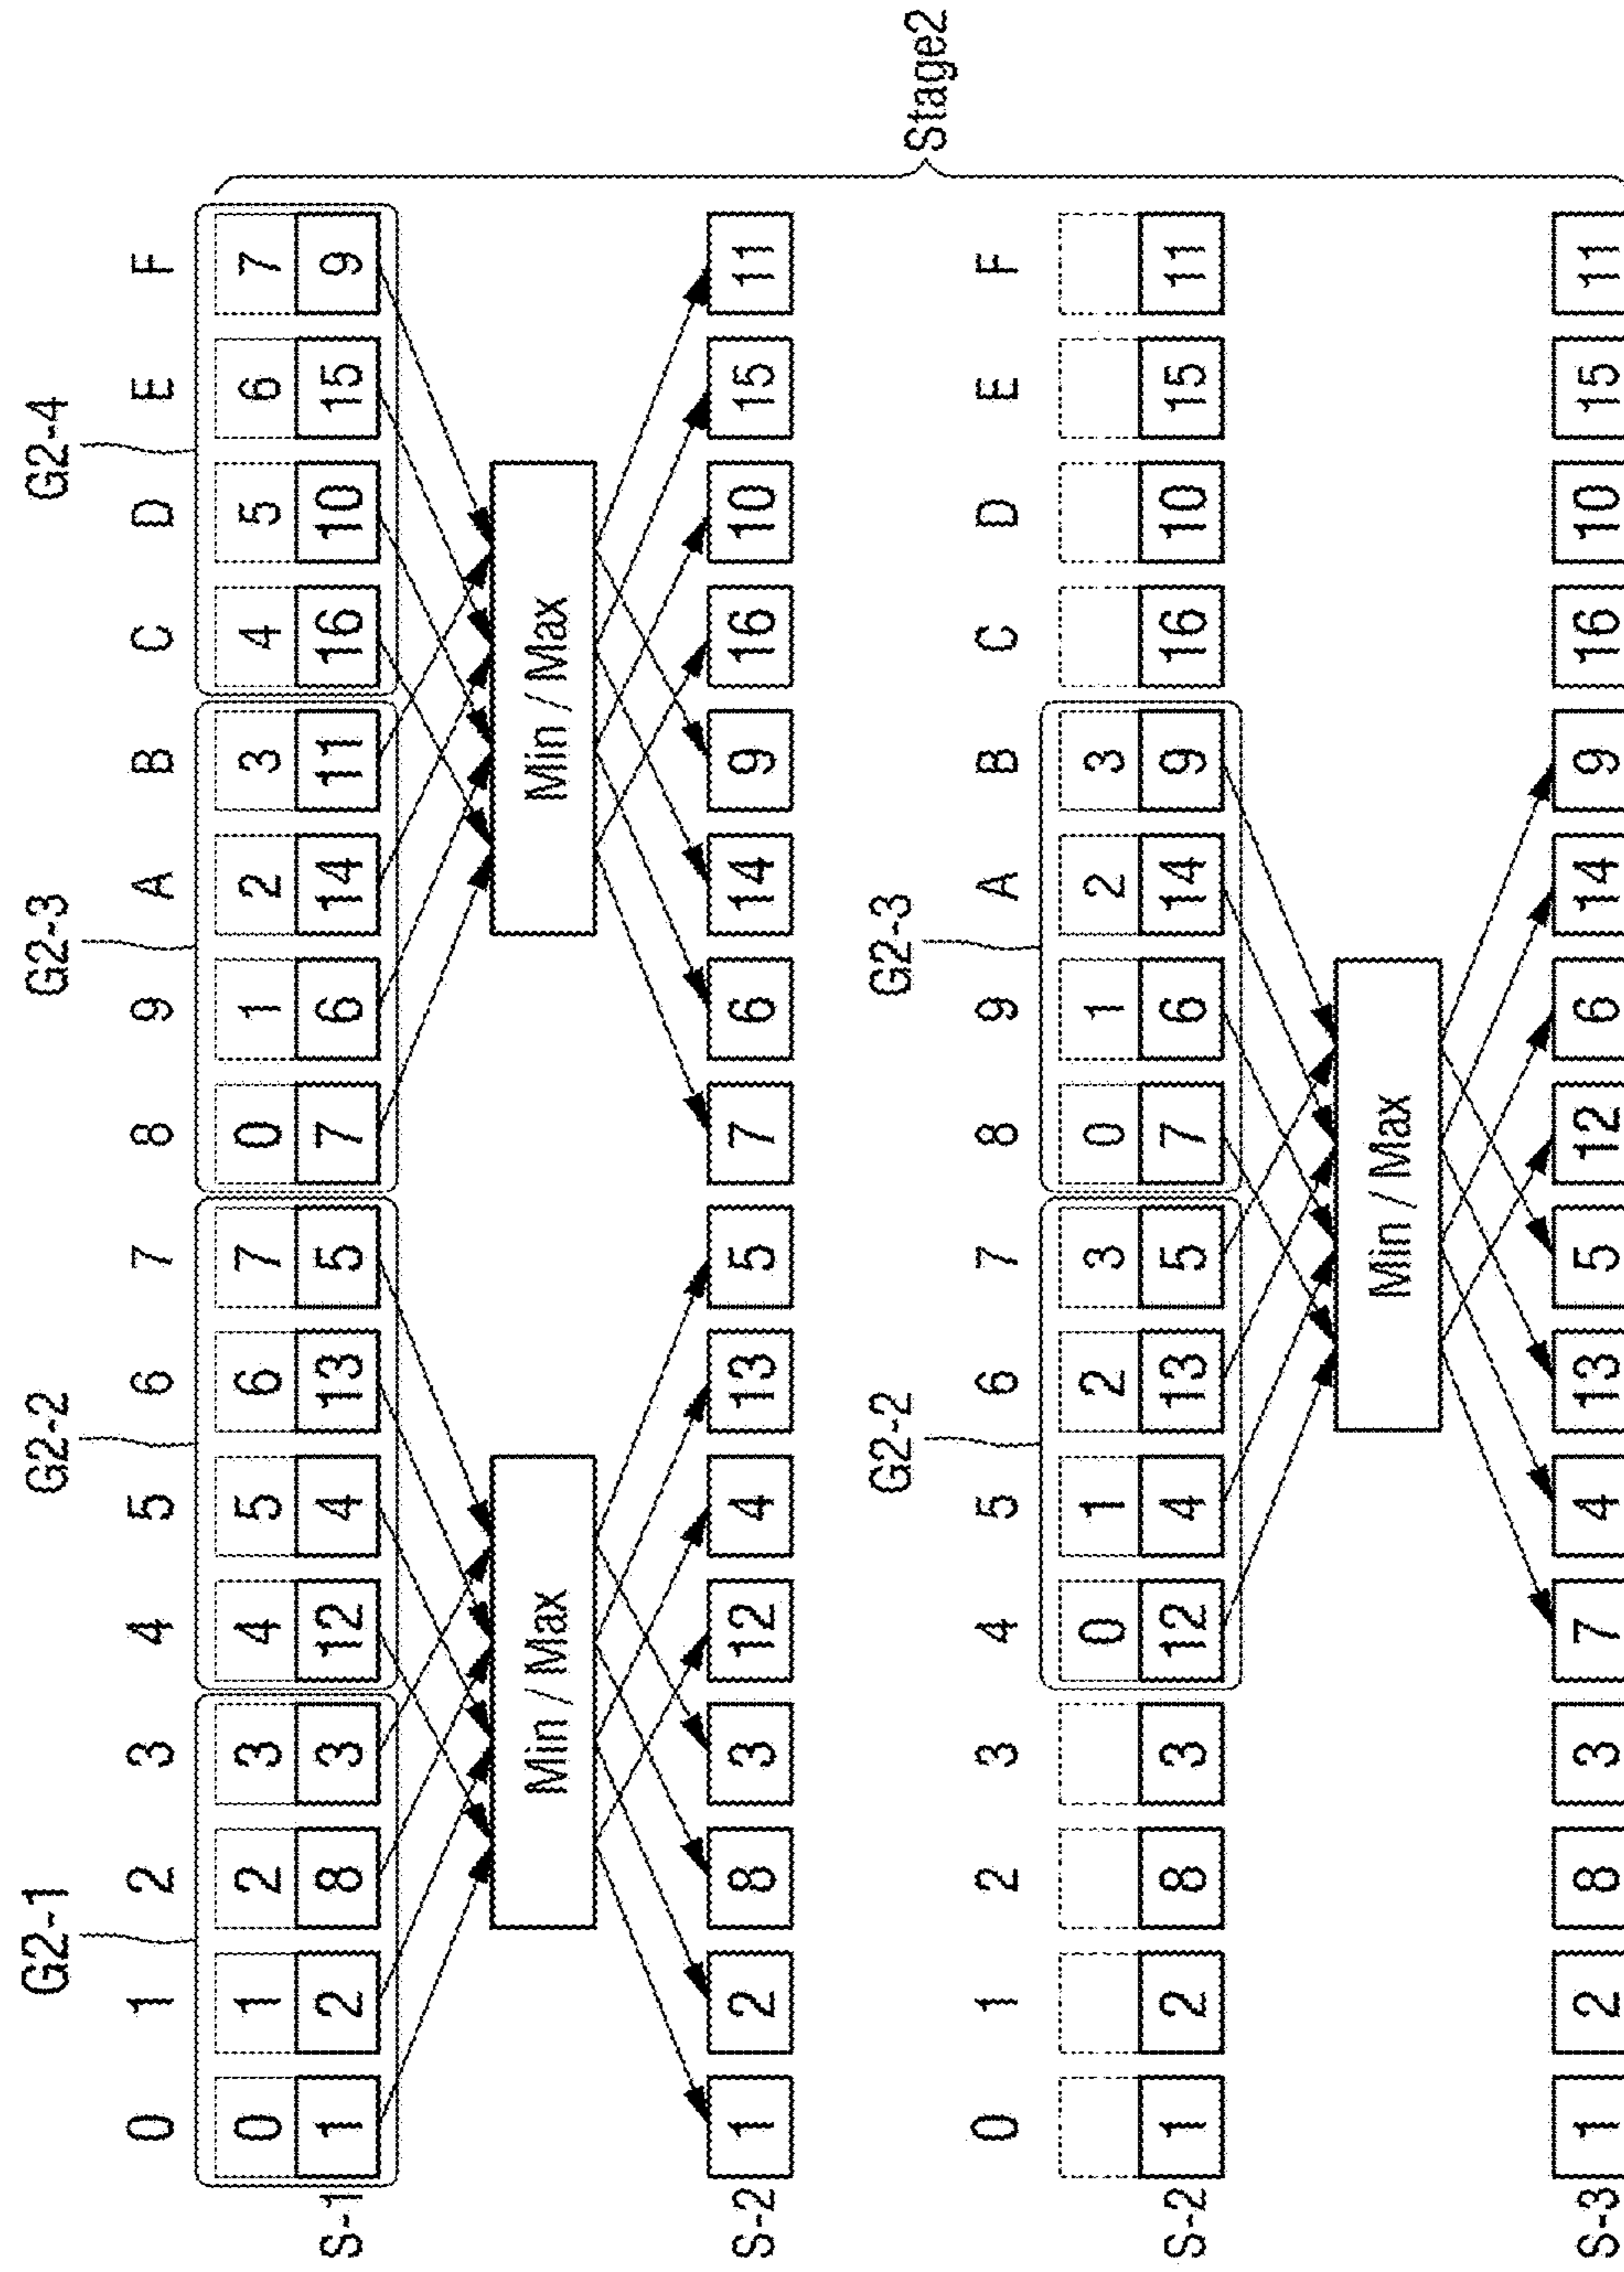 G2-1 G2-2 G2-3 G2-4
0 1 2 3 4 5 6 7 8 9 A B C D E F
0 1 2 3 4 5 6 7 0 1 2 3 4 5 6 7
S-1 1 2 8 3 12 4 13 5 7 6 14 11 16 10 15 9
Min / Max Min / Max
S-2 1 2 8 3 12 4 13 5 7 6 14 9 16 10 15 11
Stage2
G2-2 G2-3
0 1 2 3 4 5 6 7 8 9 A B C D E F
0 1 2 3 0 1 2 3
S-2 1 2 8 3 12 4 13 5 7 6 14 9 16 10 15 11
Min / Max
S-3 1 2 8 3 7 4 13 5 12 6 14 9 16 10 15 11